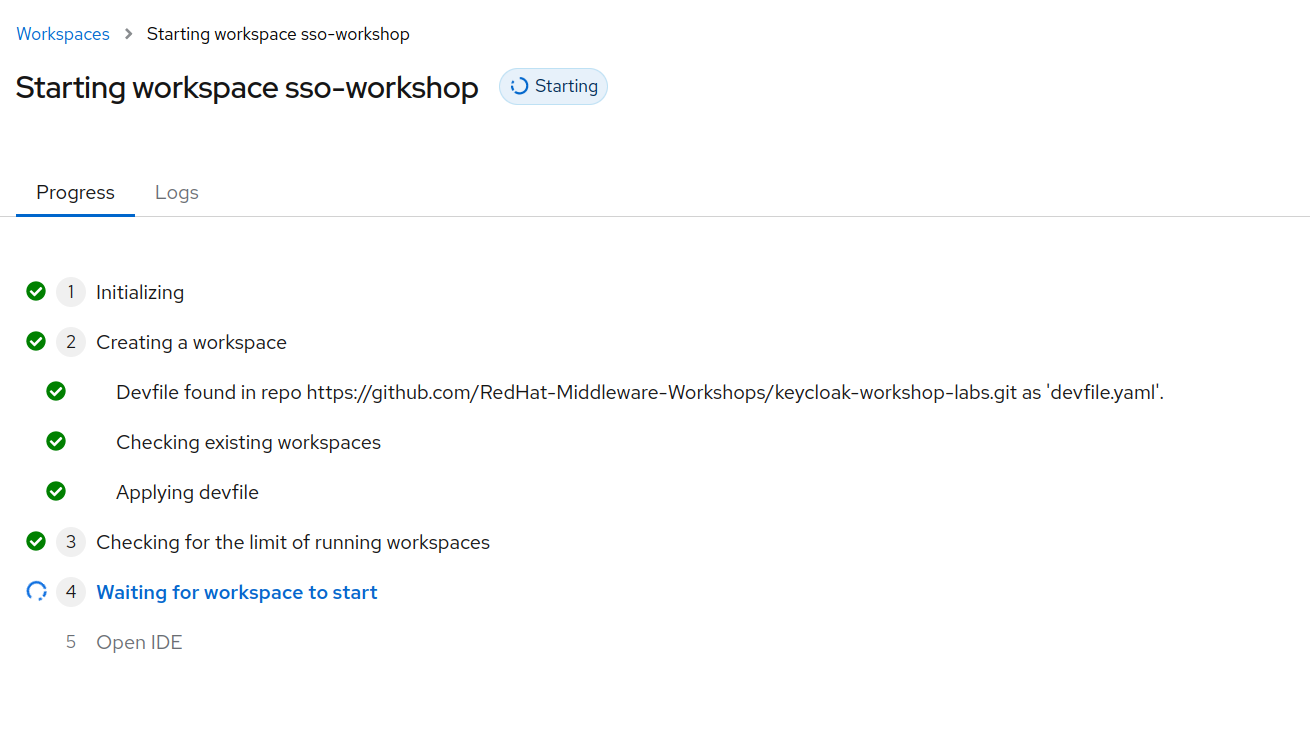 Workspaces > Starting workspace sso-workshop
Starting workspace sso-workshop Starting
Progress Logs
1 Initializing
2 Creating a workspace
Devfile found in repo https://github.com/RedHat-Middleware-Workshops/keycloak-workshop-labs.git as 'devfile.yaml'.
Checking existing workspaces
Applying devfile
3 Checking for the limit of running workspaces
4 Waiting for workspace to start
5 Open IDE